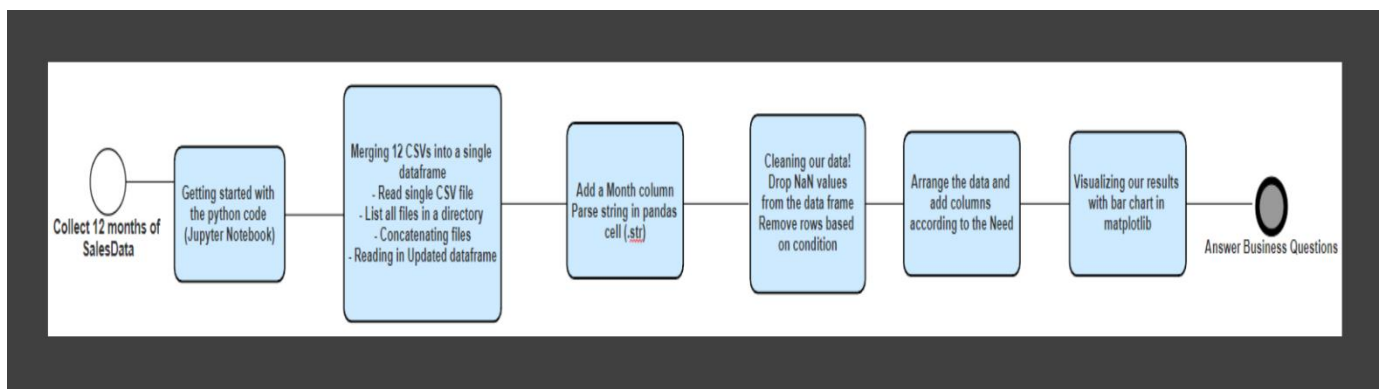 Collect 12 months of
SalesData
Getting started with
the python code
(Jupyter Notebook)
Merging 12 CSVs into a single
dataframe
- Read single CSV file
- List all files in a directory
- Concatenating files
- Reading in Updated dataframe
Add a Month column
Parse string in pandas
cell (.str)
Cleaning our data!
Drop NaN values
from the data frame
Remove rows based
on condition
Arrange the data and
add columns
according to the Need
Visualizing our results
with bar chart in
matplotlib
Answer Business Questions